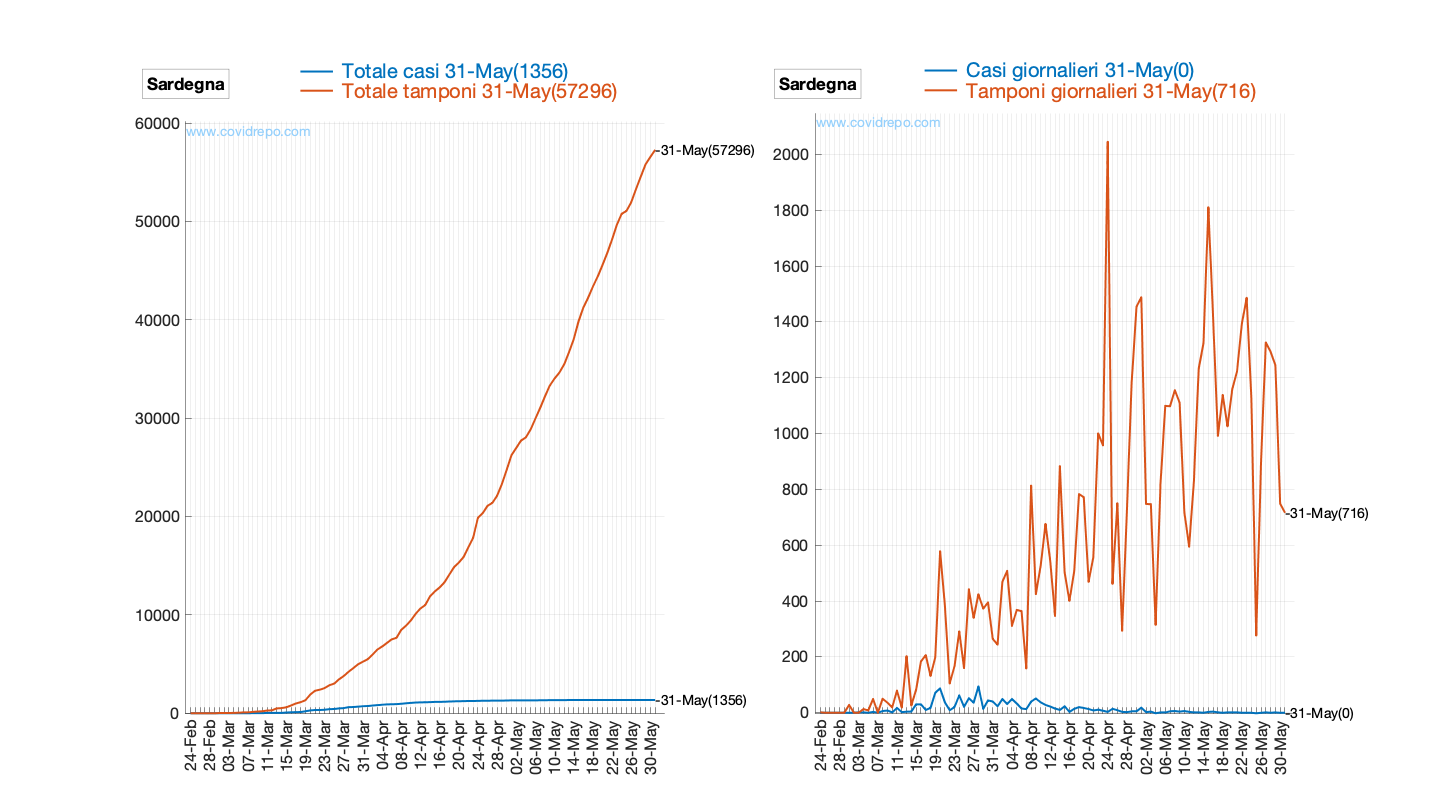 Sardegna
Totale casi 31-May(1356)
Totale tamponi 31-May(57296)
www.covidrepo.com
60000
50000
40000
30000
20000
10000
0
31-May(57296)
31-May(1356)
24-Feb
28-Feb
03-Mar
07-Mar
11-Mar
15-Mar
19-Mar
23-Mar
27-Mar
31-Mar
04-Apr
08-Apr
12-Apr
16-Apr
20-Apr
24-Apr
28-Apr
02-May
06-May
10-May
14-May
18-May
22-May
26-May
30-May
Sardegna
Casi giornalieri 31-May(0)
Tamponi giornalieri 31-May(716)
www.covidrepo.com
2000
1800
1600
1400
1200
1000
800
600
400
200
0
31-May(716)
31-May(0)
24-Feb
28-Feb
03-Mar
07-Mar
11-Mar
15-Mar
19-Mar
23-Mar
27-Mar
31-Mar
04-Apr
08-Apr
12-Apr
16-Apr
20-Apr
24-Apr
28-Apr
02-May
06-May
10-May
14-May
18-May
22-May
26-May
30-May